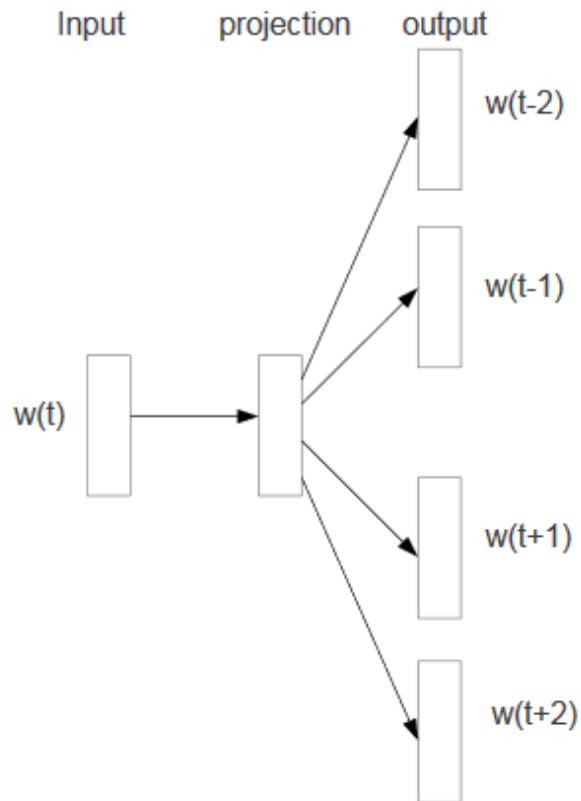 Input projection output
w(t-2)
w(t-1)
w(t)
w(t+1)
w(t+2)